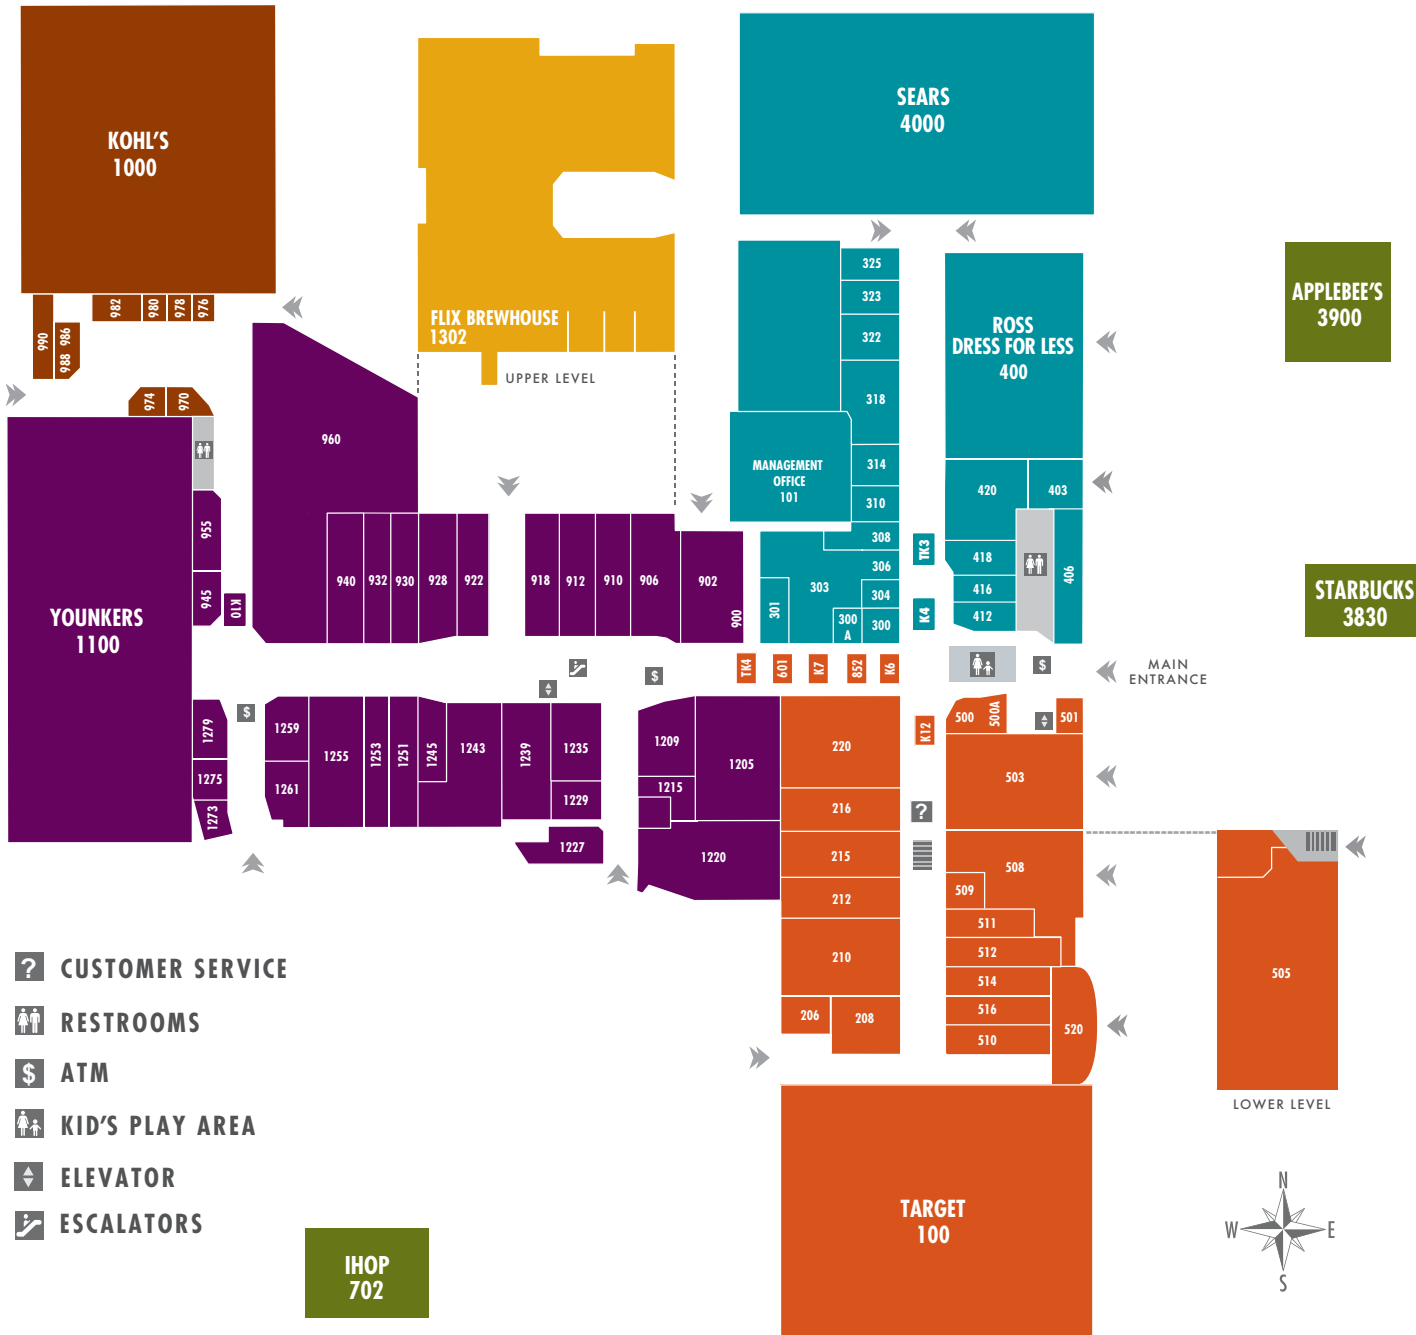 KOHL'S
1000
SEARS
4000
FLIX BREWHOUSE
1302
UPPER LEVEL
982
980
978
976
990
988
986
974
970
325
323
322
318
314
310
308
306
304
303
301
300
A
300
MANAGEMENT
OFFICE
101
ROSS
DRESS FOR LESS
400
420
403
418
416
412
406
TK3
K4
APPLEBEE'S
3900
STARBUCKS
3830
YOUNKERS
1100
960
955
945
K10
940
932
930
928
922
918
912
910
906
902
900
TK4
601
K7
852
K6
$
$
$
MAIN
ENTRANCE
1279
1275
1273
1259
1261
1255
1253
1251
1245
1243
1239
1235
1229
1227
1209
1215
1205
1220
220
216
215
212
210
206
208
K12
?
500
500A
501
503
508
509
511
512
514
516
510
520
505
LOWER LEVEL
TARGET
100
? CUSTOMER SERVICE
RESTROOMS
$ ATM
KID'S PLAY AREA
ELEVATOR
ESCALATORS
IHOP
702
N
W E
S